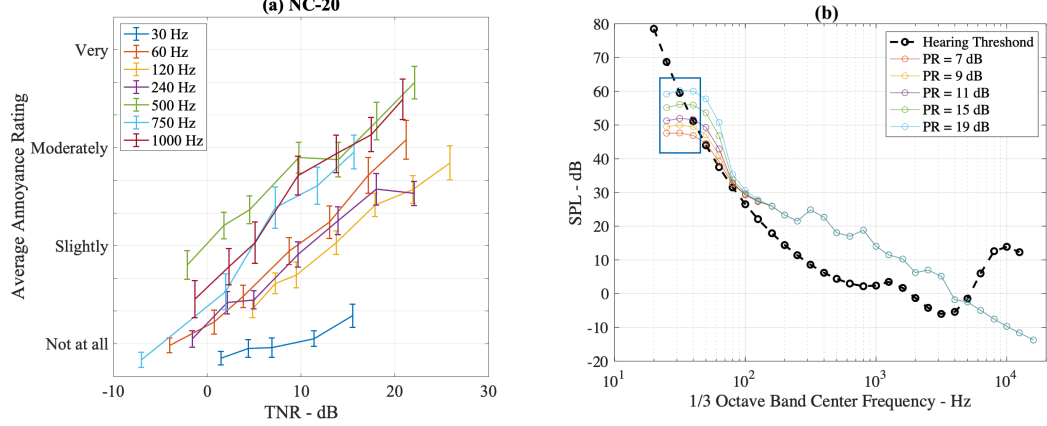 (a) NC-20
Very
Moderately
Slightly
Not at all
Average Annoyance Rating
30 Hz
60 Hz
120 Hz
240 Hz
500 Hz
750 Hz
1000 Hz
-10 0 10 20 30
TNR - dB
(b)
80
70
60
50
40
30
20
10
0
-10
-20
SPL - dB
Hearing Threshond
PR = 7 dB
PR = 9 dB
PR = 11 dB
PR = 15 dB
PR = 19 dB
10¹ 10² 10³ 10⁴
1/3 Octave Band Center Frequency - Hz